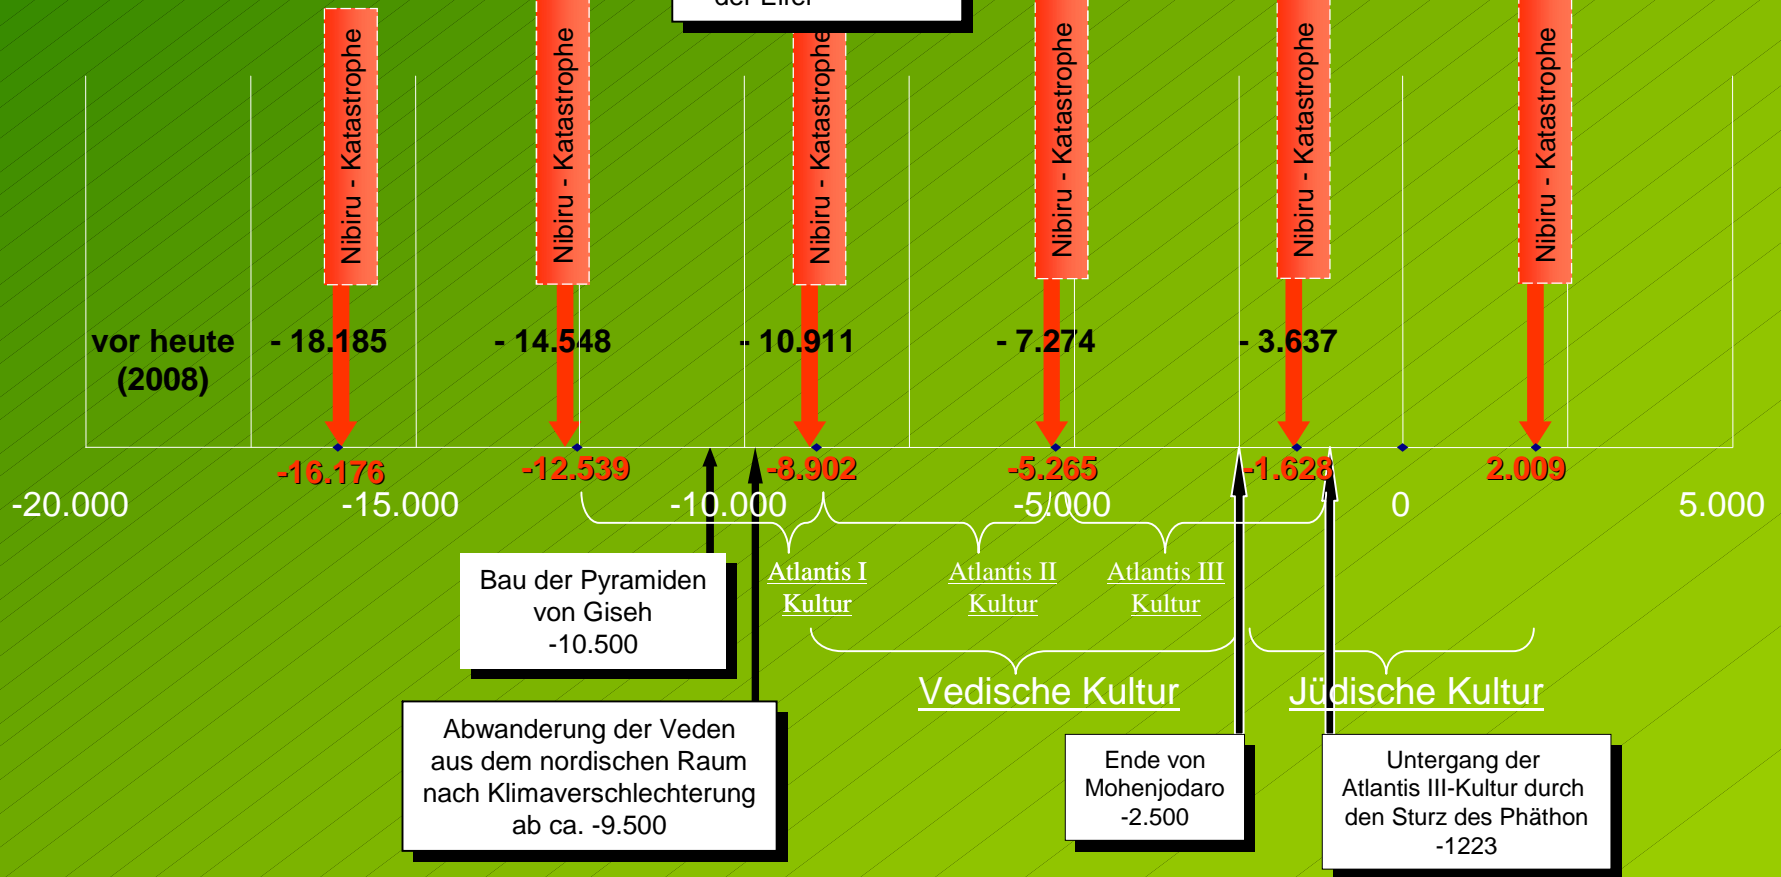 der Eifel
Nibiru - Katastrophe
Nibiru - Katastrophe
Nibiru - Katastrophe
Nibiru - Katastrophe
Nibiru - Katastrophe
Nibiru - Katastrophe
vor heute
(2008)
- 18.185
- 14.548
- 10.911
- 7.274
- 3.637
-16.176
-12.539
-8.902
-5.265
-1.628
2.009
-20.000
-15.000
-10.000
-5.000
0
5.000
Atlantis I
Kultur
Atlantis II
Kultur
Atlantis III
Kultur
Bau der Pyramiden
von Giseh
-10.500
Vedische Kultur
Jüdische Kultur
Abwanderung der Veden
aus dem nordischen Raum
nach Klimaverschlechterung
ab ca. -9.500
Ende von
Mohenjodaro
-2.500
Untergang der
Atlantis III-Kultur durch
den Sturz des Phäthon
-1223